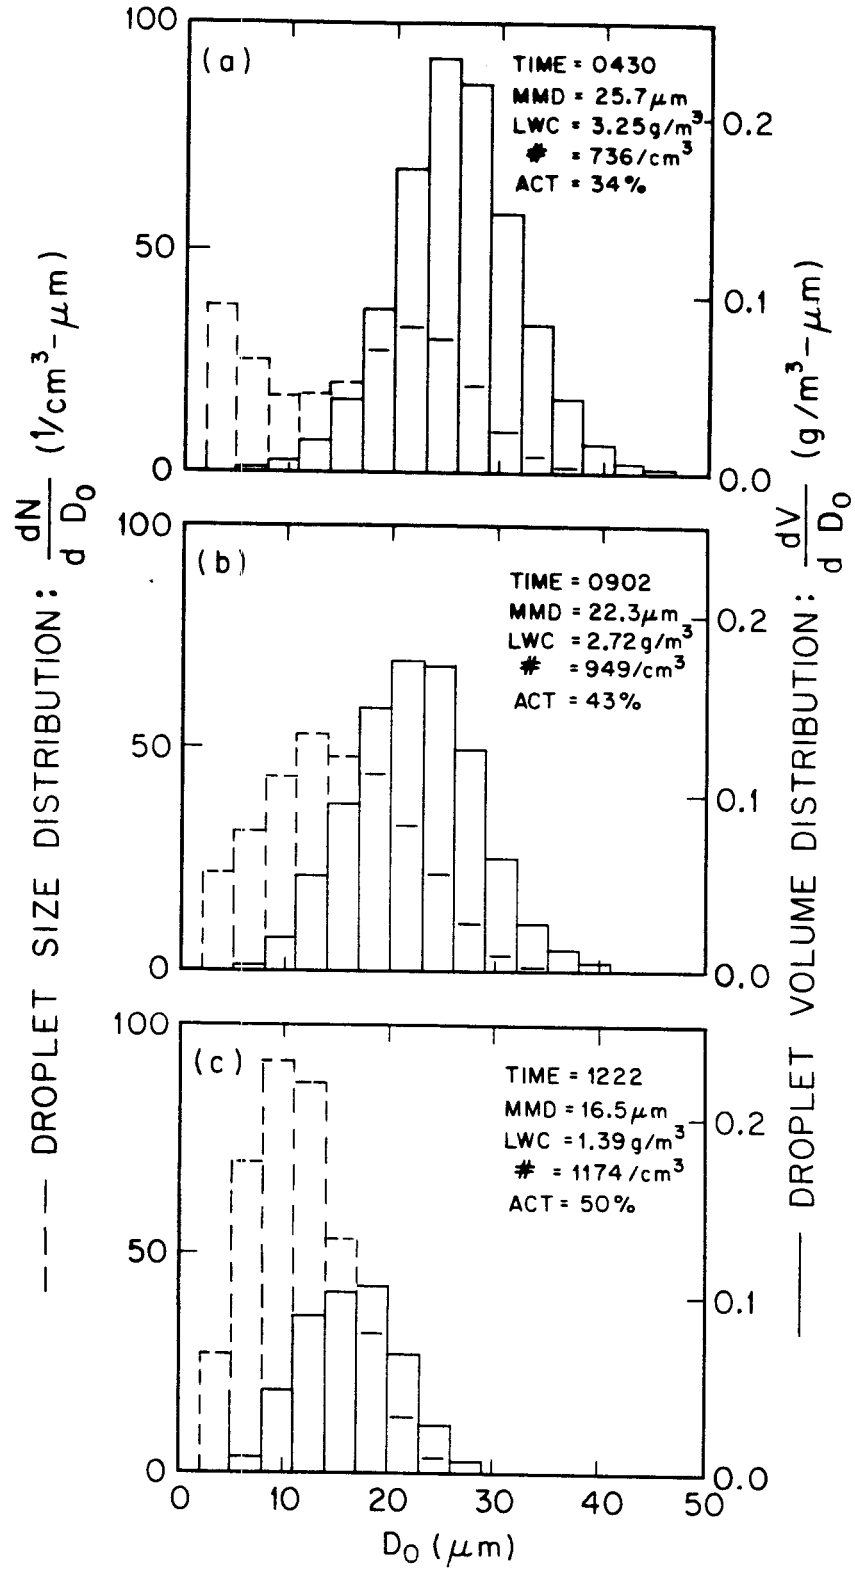 — — — DROPLET SIZE DISTRIBUTION: dN/d D₀ (1/cm³-μm)
100
50
0
(a)
TIME = 0430
MMD = 25.7 μm
LWC = 3.25 g/m³
# = 736/cm³
ACT = 34%
0.2
0.1
0.0
100
50
0
(b)
TIME = 0902
MMD = 22.3 μm
LWC = 2.72 g/m³
# = 949/cm³
ACT = 43%
0.2
0.1
0.0
100
50
0
(c)
TIME = 1222
MMD = 16.5 μm
LWC = 1.39 g/m³
# = 1174/cm³
ACT = 50%
0.2
0.1
0.0
0 10 20 30 40 50
D₀ (μm)
—— DROPLET VOLUME DISTRIBUTION: dV/d D₀ (g/m³-μm)